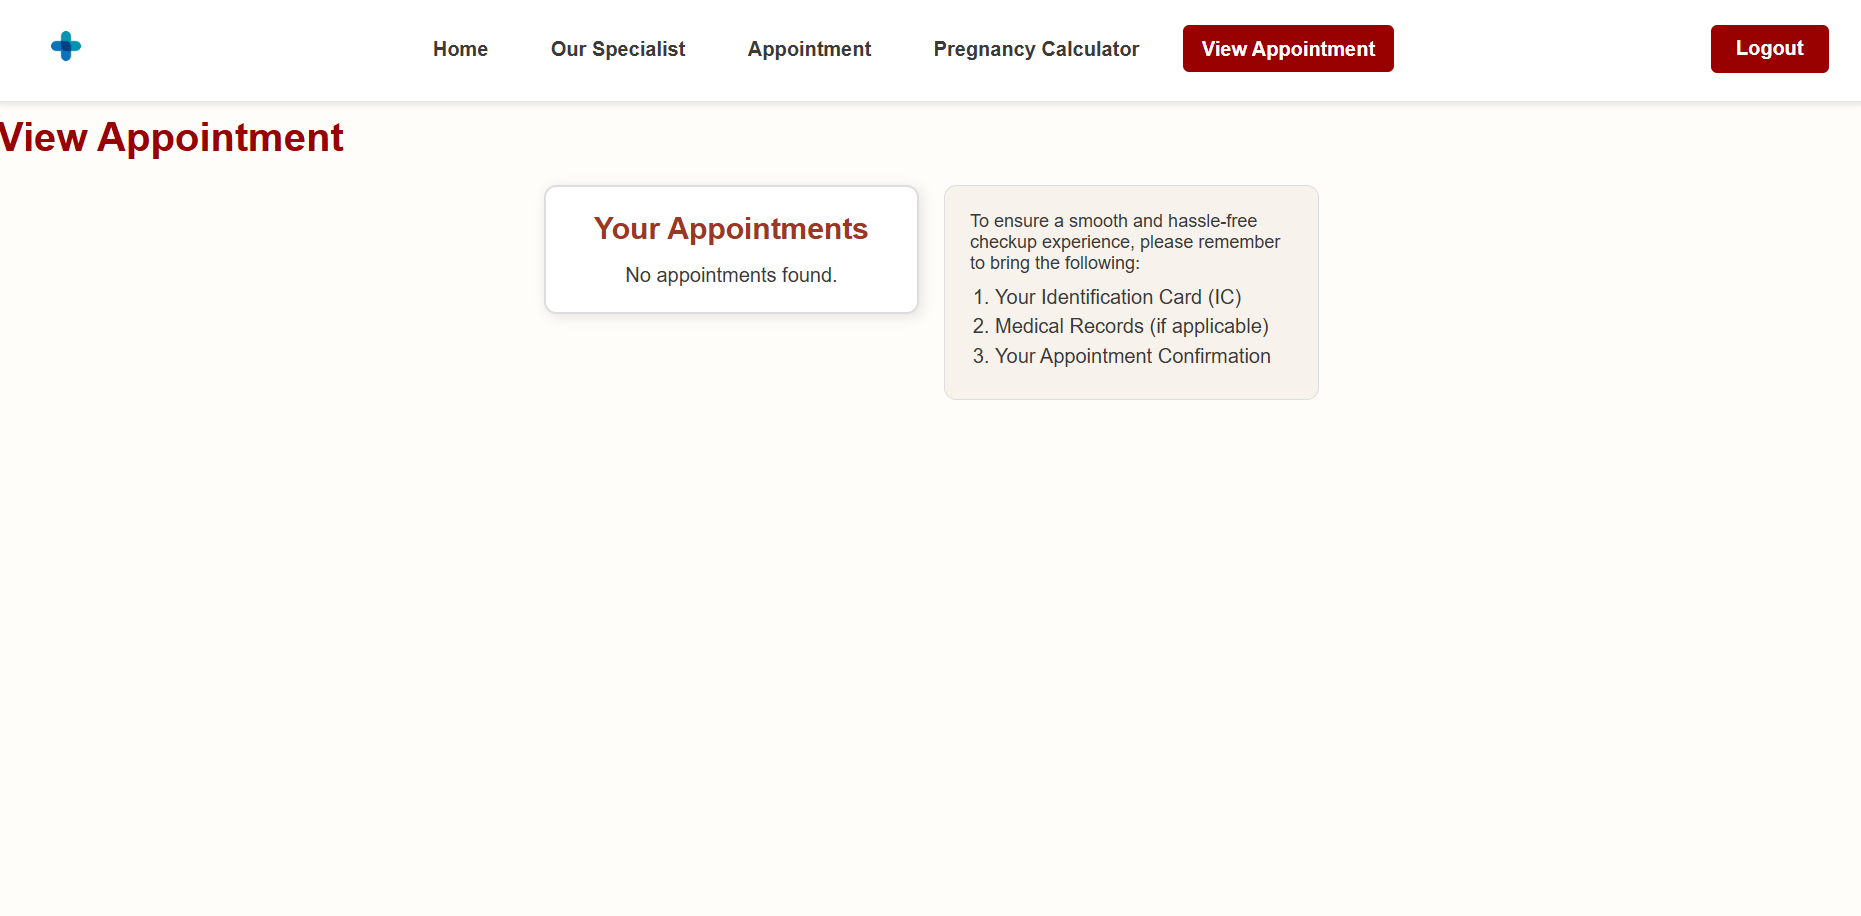 Home
Our Specialist
Appointment
Pregnancy Calculator
View Appointment
Logout
View Appointment
Your Appointments
No appointments found.
To ensure a smooth and hassle-free
checkup experience, please remember
to bring the following:
1. Your Identification Card (IC)
2. Medical Records (if applicable)
3. Your Appointment Confirmation